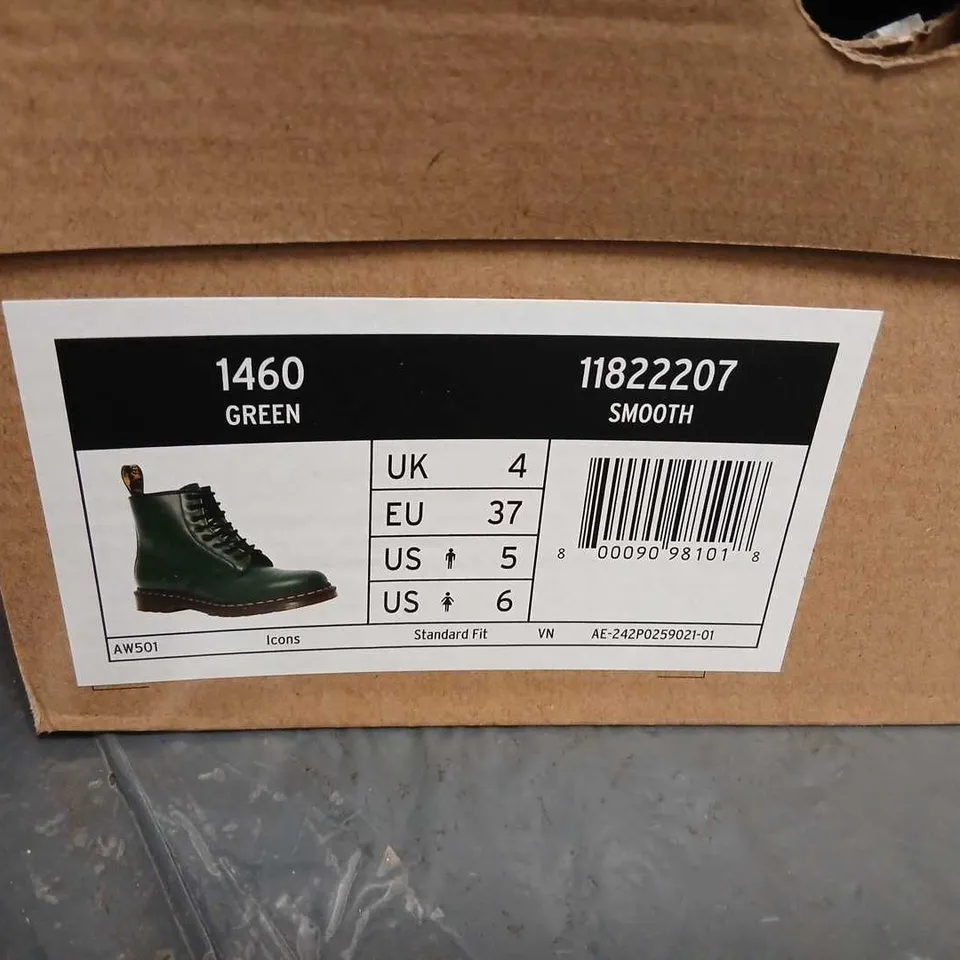 1460
GREEN
11822207
SMOOTH
UK 4
EU 37
US 5
US 6
8 00090 98101 8
AW501 Icons Standard Fit VN AE-242P0259021-01